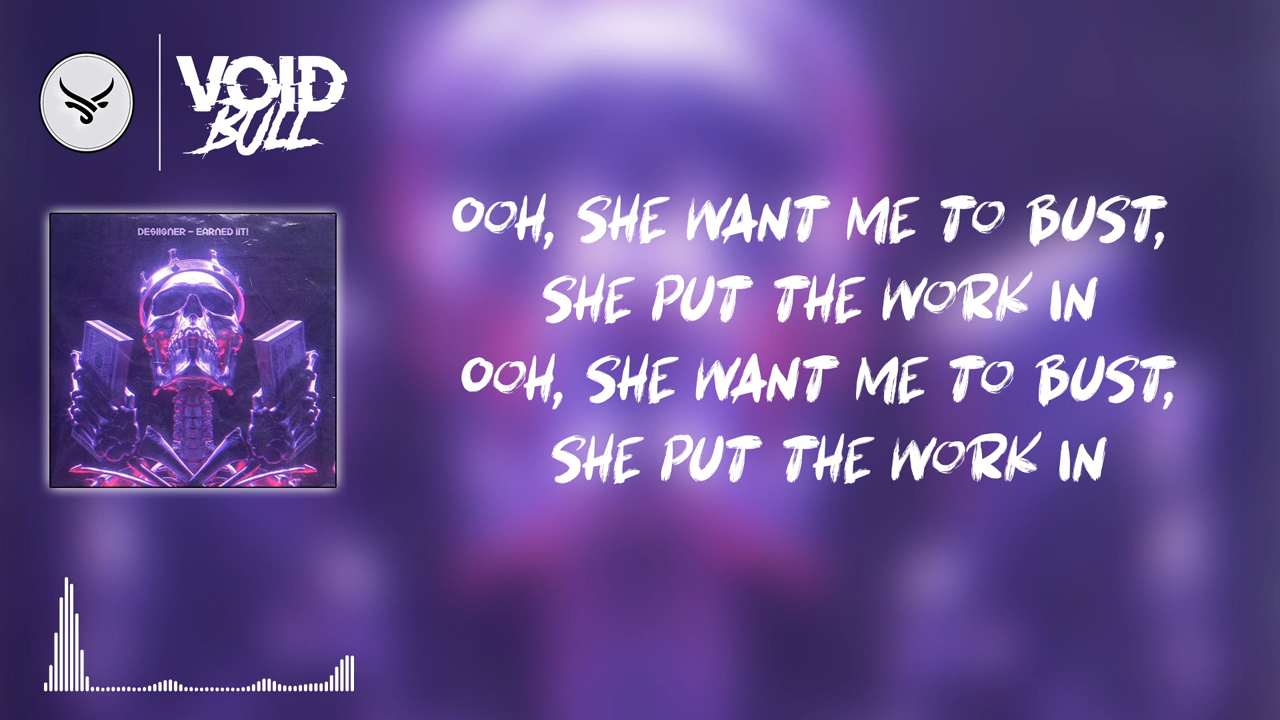 VOID
BULL
DESIIGNER - EARNED IIT!
OOH, SHE WANT ME TO BUST,
SHE PUT THE WORK IN
OOH, SHE WANT ME TO BUST,
SHE PUT THE WORK IN